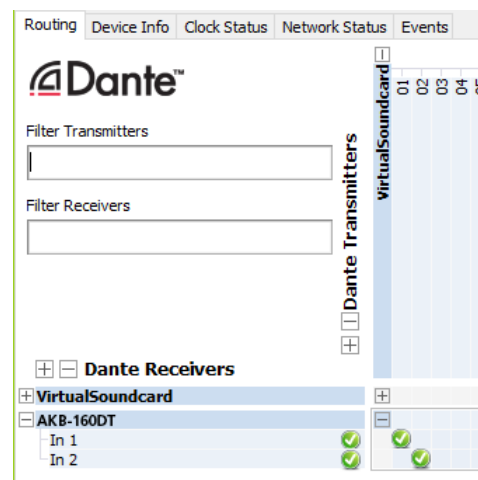 Routing Device Info Clock Status Network Status Events
Dante™
Filter Transmitters
Filter Receivers
Dante Transmitters
VirtualSoundcard
01 02 03 04
Dante Receivers
VirtualSoundcard
AKB-160DT
In 1
In 2